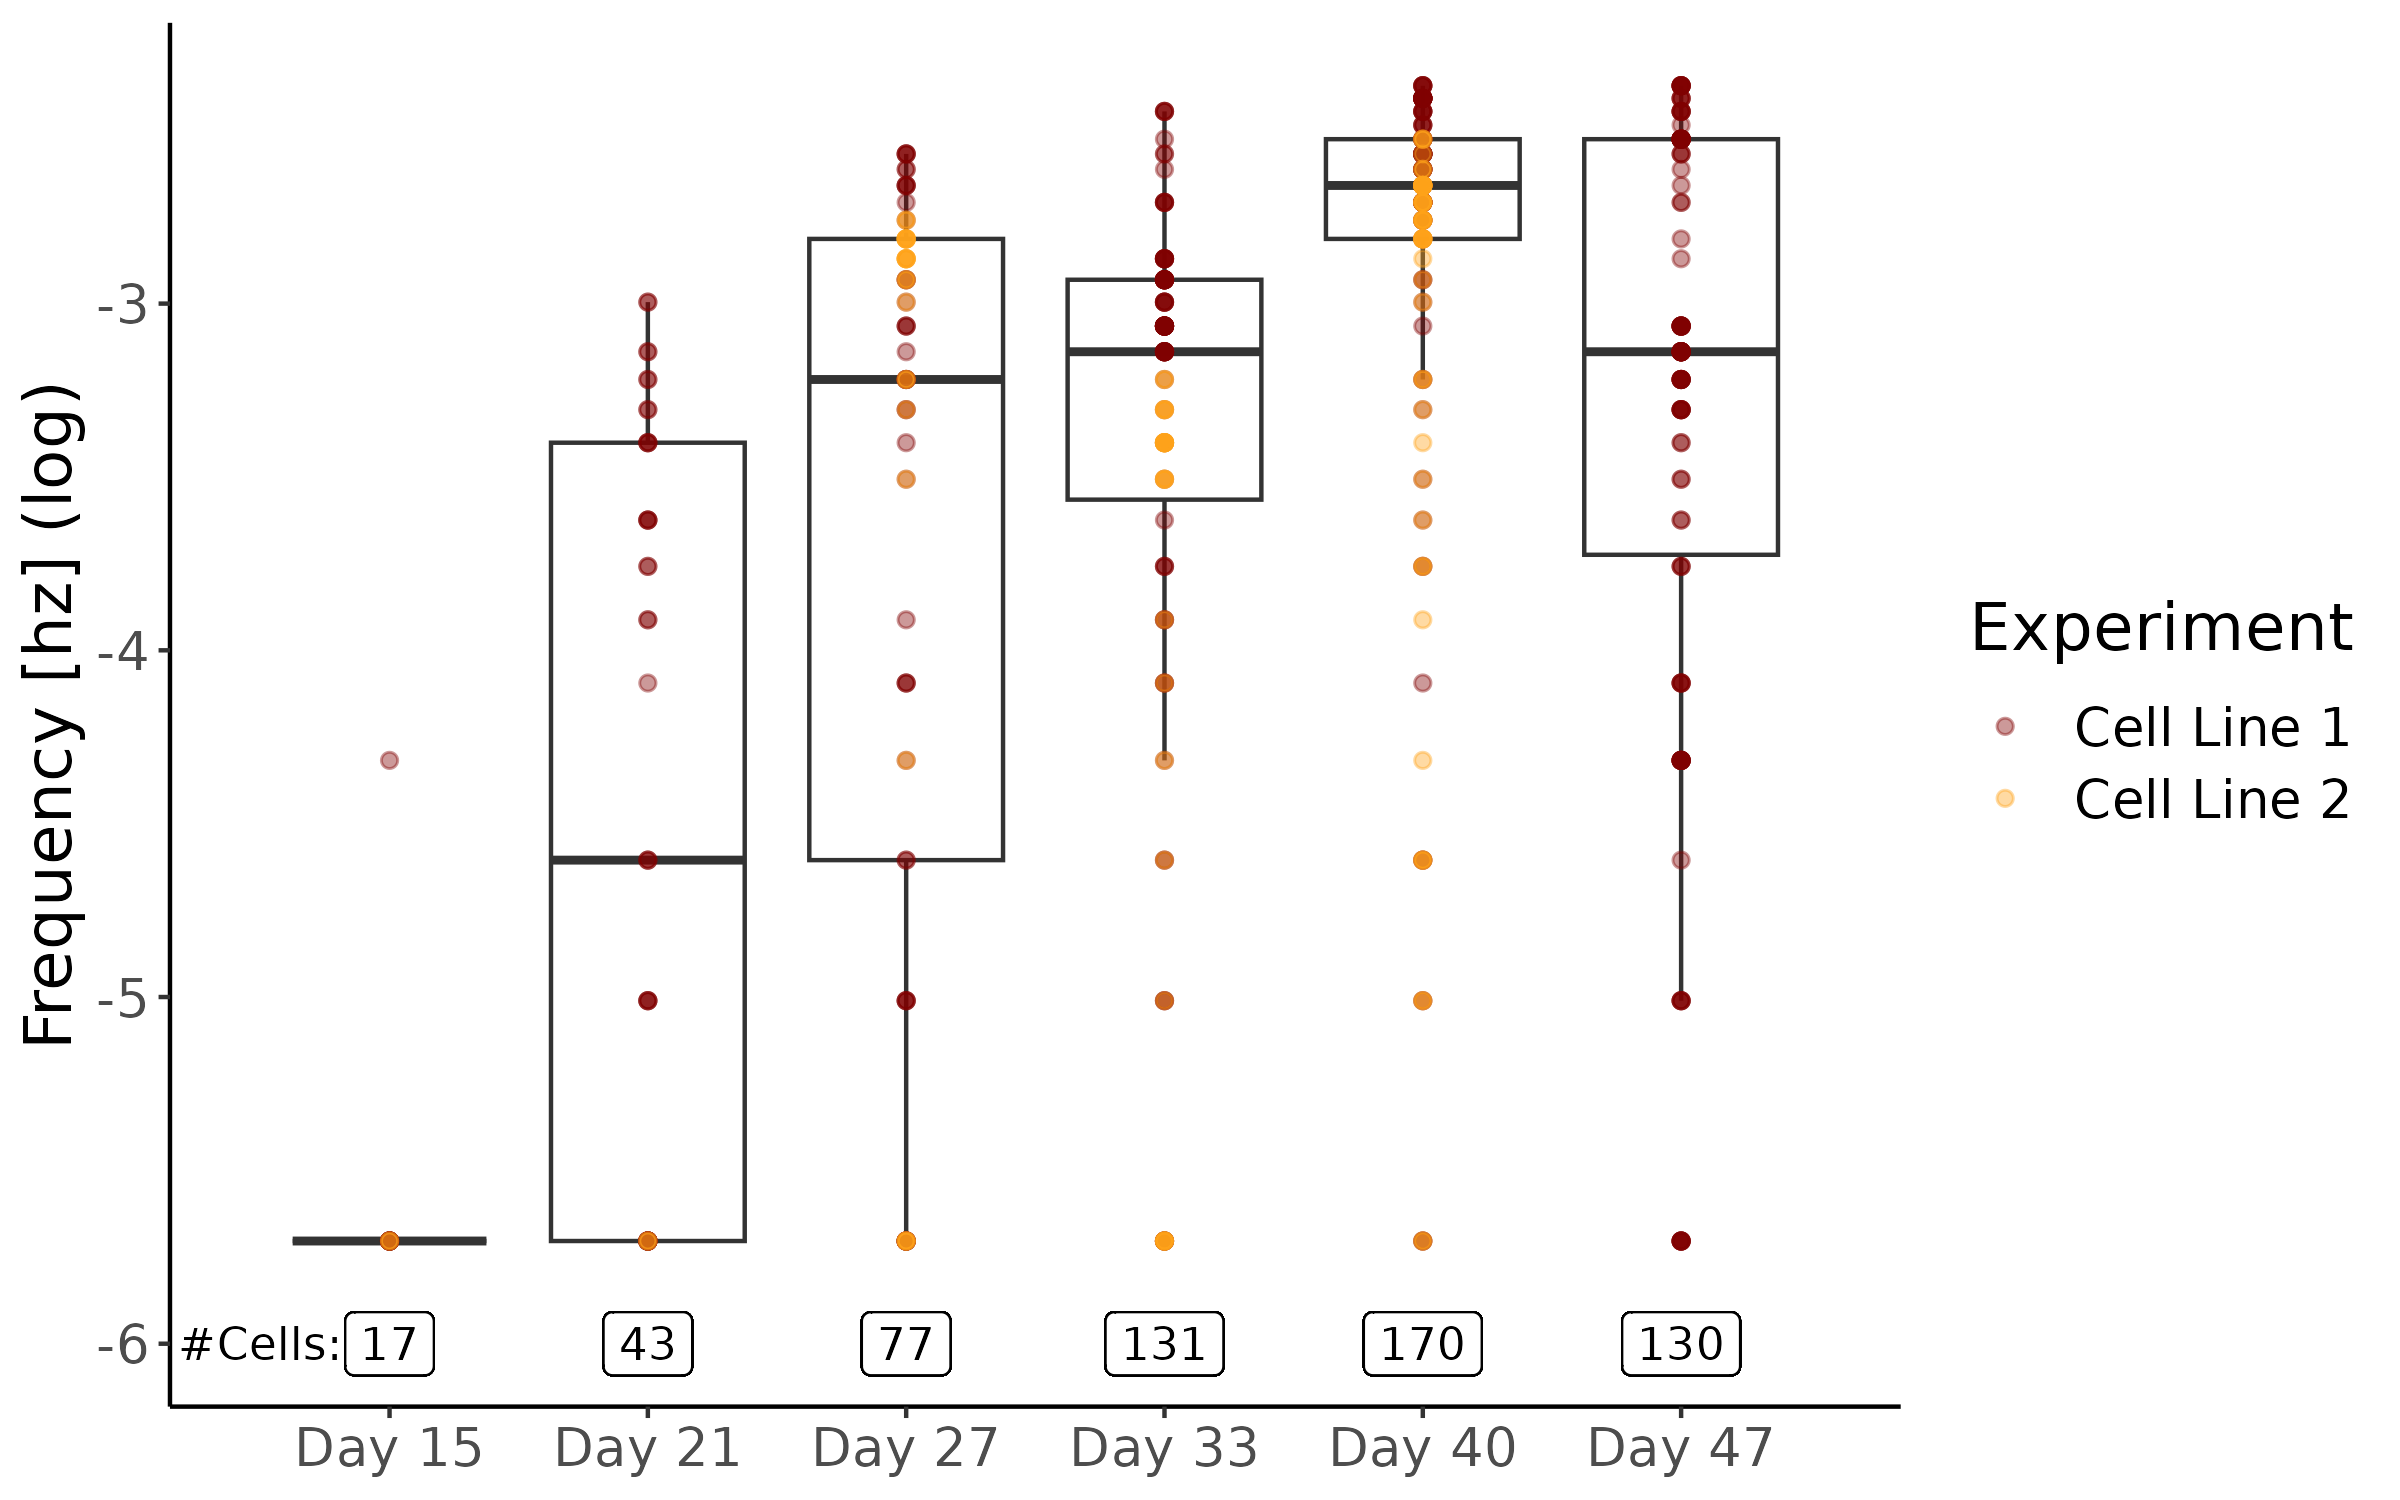 Frequency [hz] (log)
-3
-4
-5
-6
#Cells: 17 43 77 131 170 130
Day 15 Day 21 Day 27 Day 33 Day 40 Day 47
Experiment
Cell Line 1
Cell Line 2